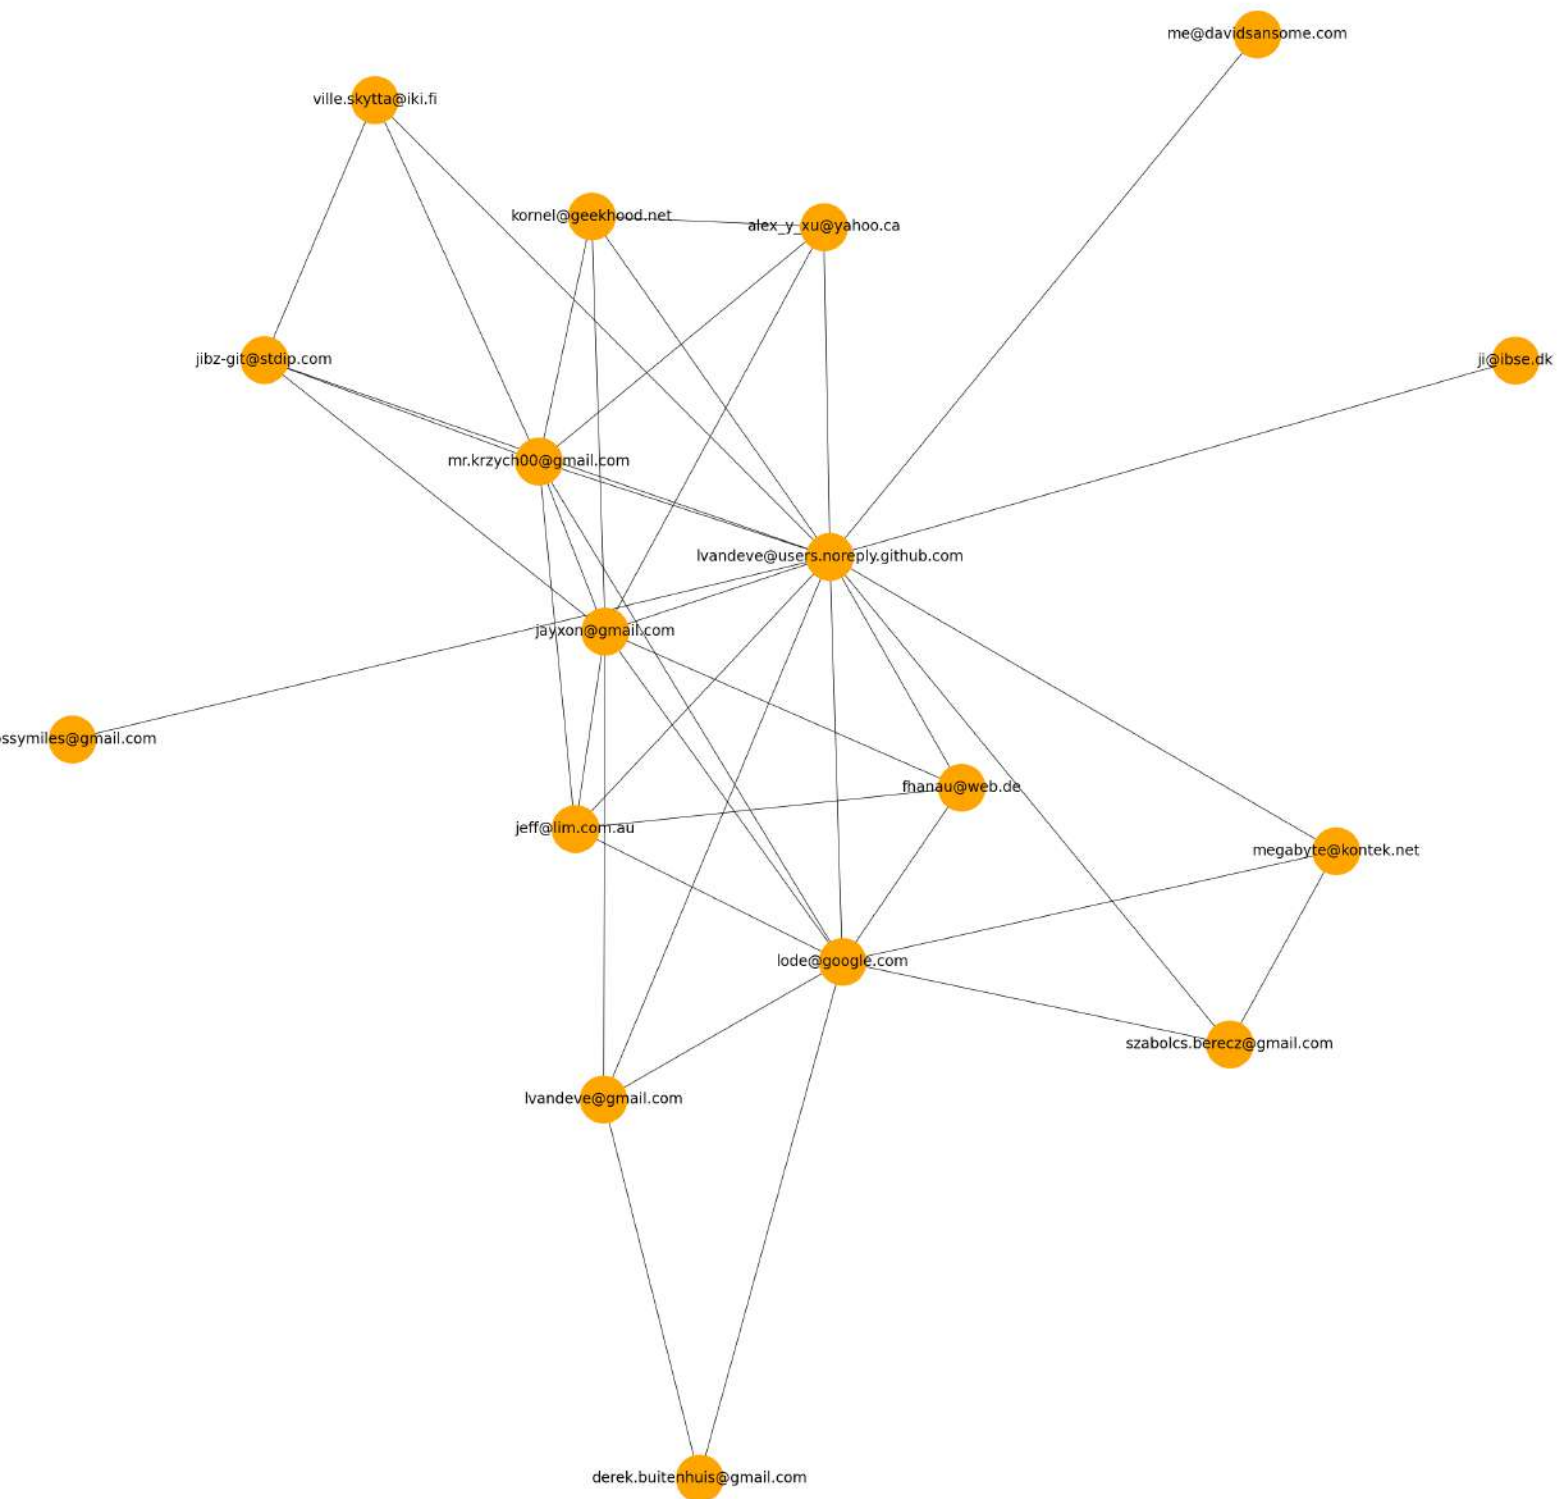 me@davidsansome.com
ville.skytta@iki.fi
kornel@geekhood.net
alex_y_xu@yahoo.ca
jibz-git@stdip.com
ji@ibse.dk
mr.krzych00@gmail.com
lvandeve@users.noreply.github.com
jayxon@gmail.com
ssymiles@gmail.com
fhanau@web.de
jeff@lim.com.au
megabyte@kontek.net
lode@google.com
szabolcs.berecz@gmail.com
lvandeve@gmail.com
derek.buitenhuis@gmail.com